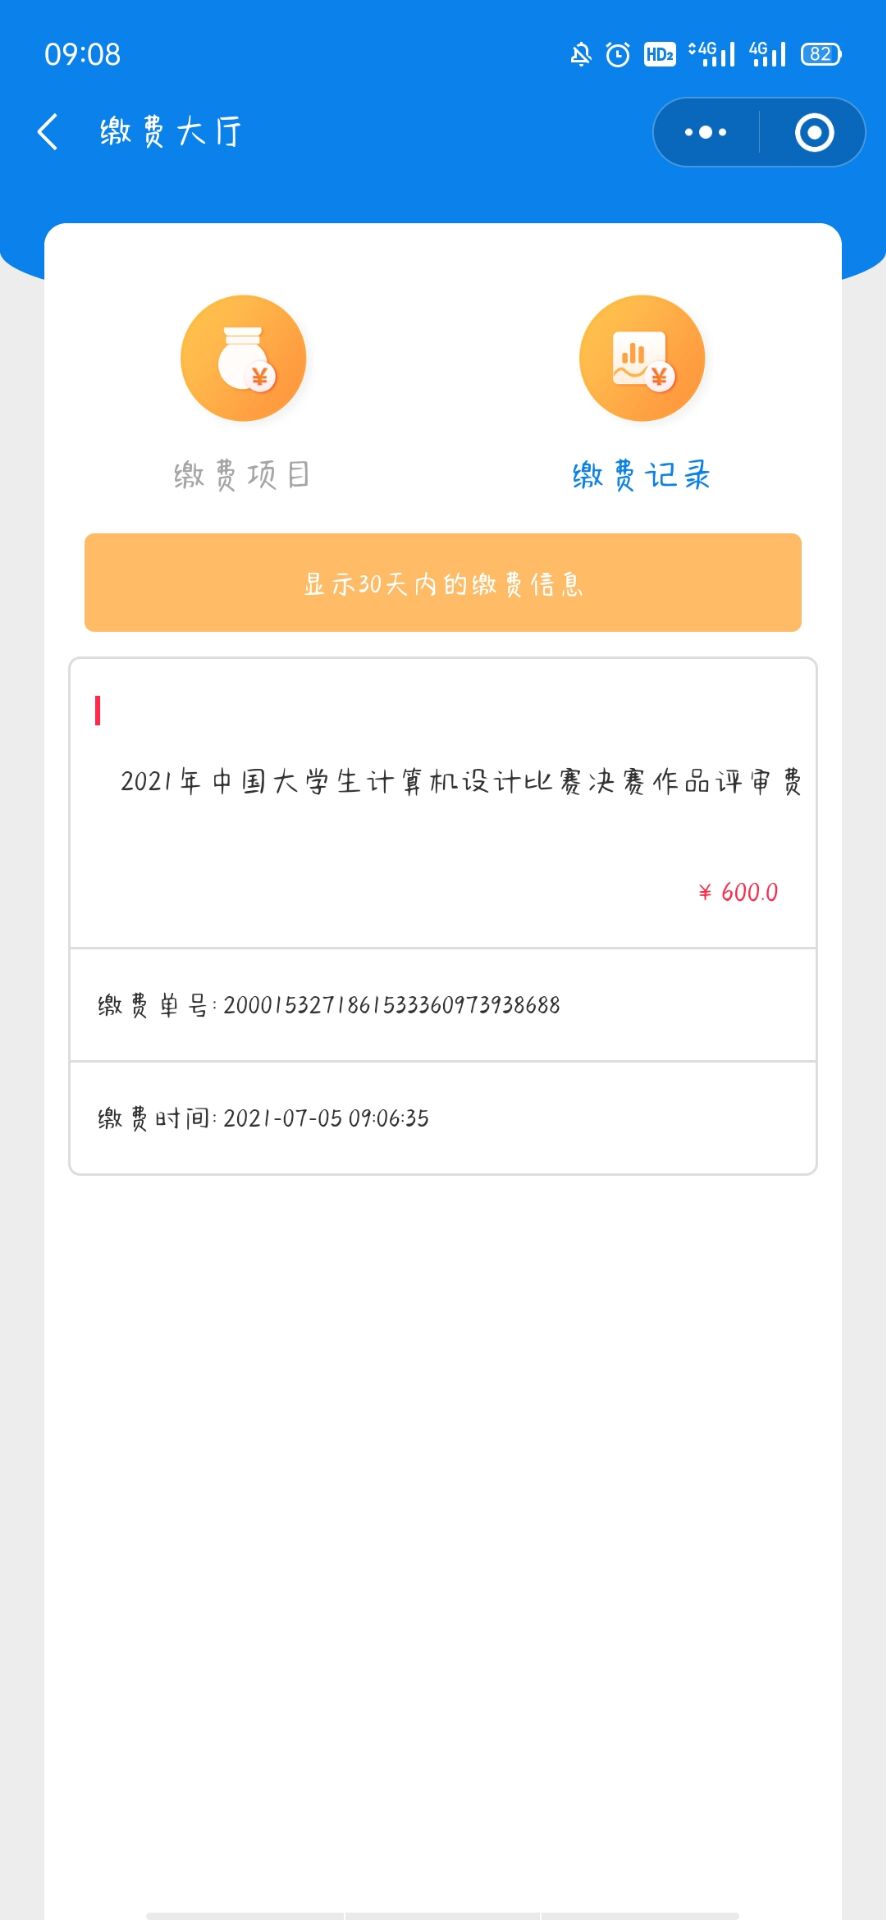 09:08
HD2 4G 4G 82
缴费大厅
¥ ¥
缴费项目 缴费记录
显示30天内的缴费信息
2021年中国大学生计算机设计比赛决赛作品评审费
¥ 600.0
缴费单号: 2000153271861533360973938688
缴费时间: 2021-07-05 09:06:35